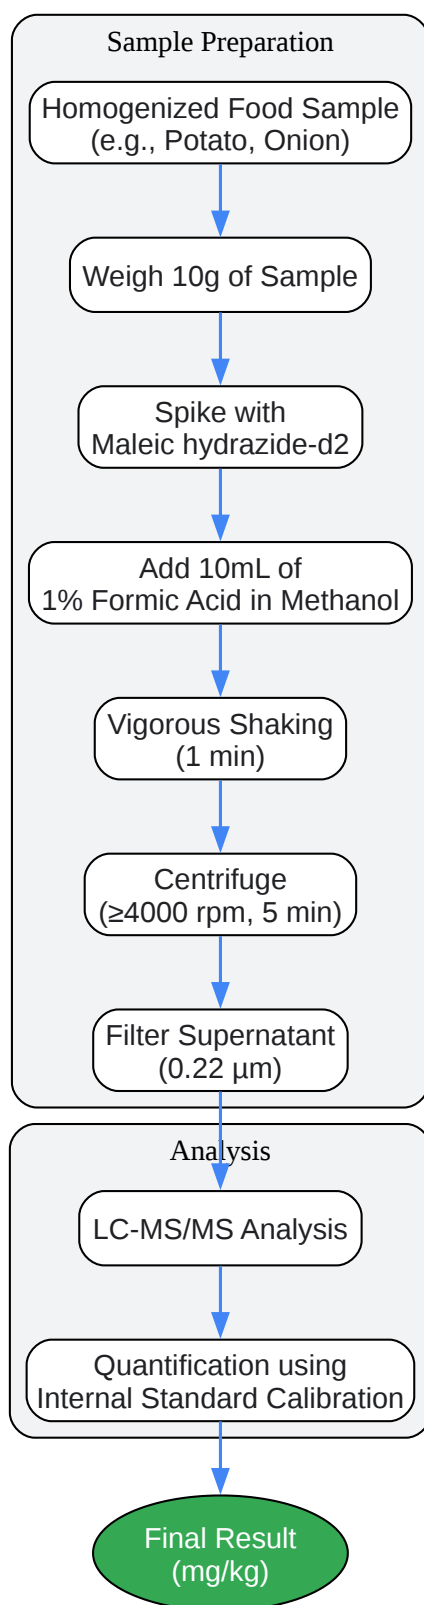 Sample Preparation
Homogenized Food Sample
(e.g., Potato, Onion)
Weigh 10g of Sample
Spike with
Maleic hydrazide-d2
Add 10mL of
1% Formic Acid in Methanol
Vigorous Shaking
(1 min)
Centrifuge
(≥4000 rpm, 5 min)
Filter Supernatant
(0.22 µm)
Analysis
LC-MS/MS Analysis
Quantification using
Internal Standard Calibration
Final Result
(mg/kg)